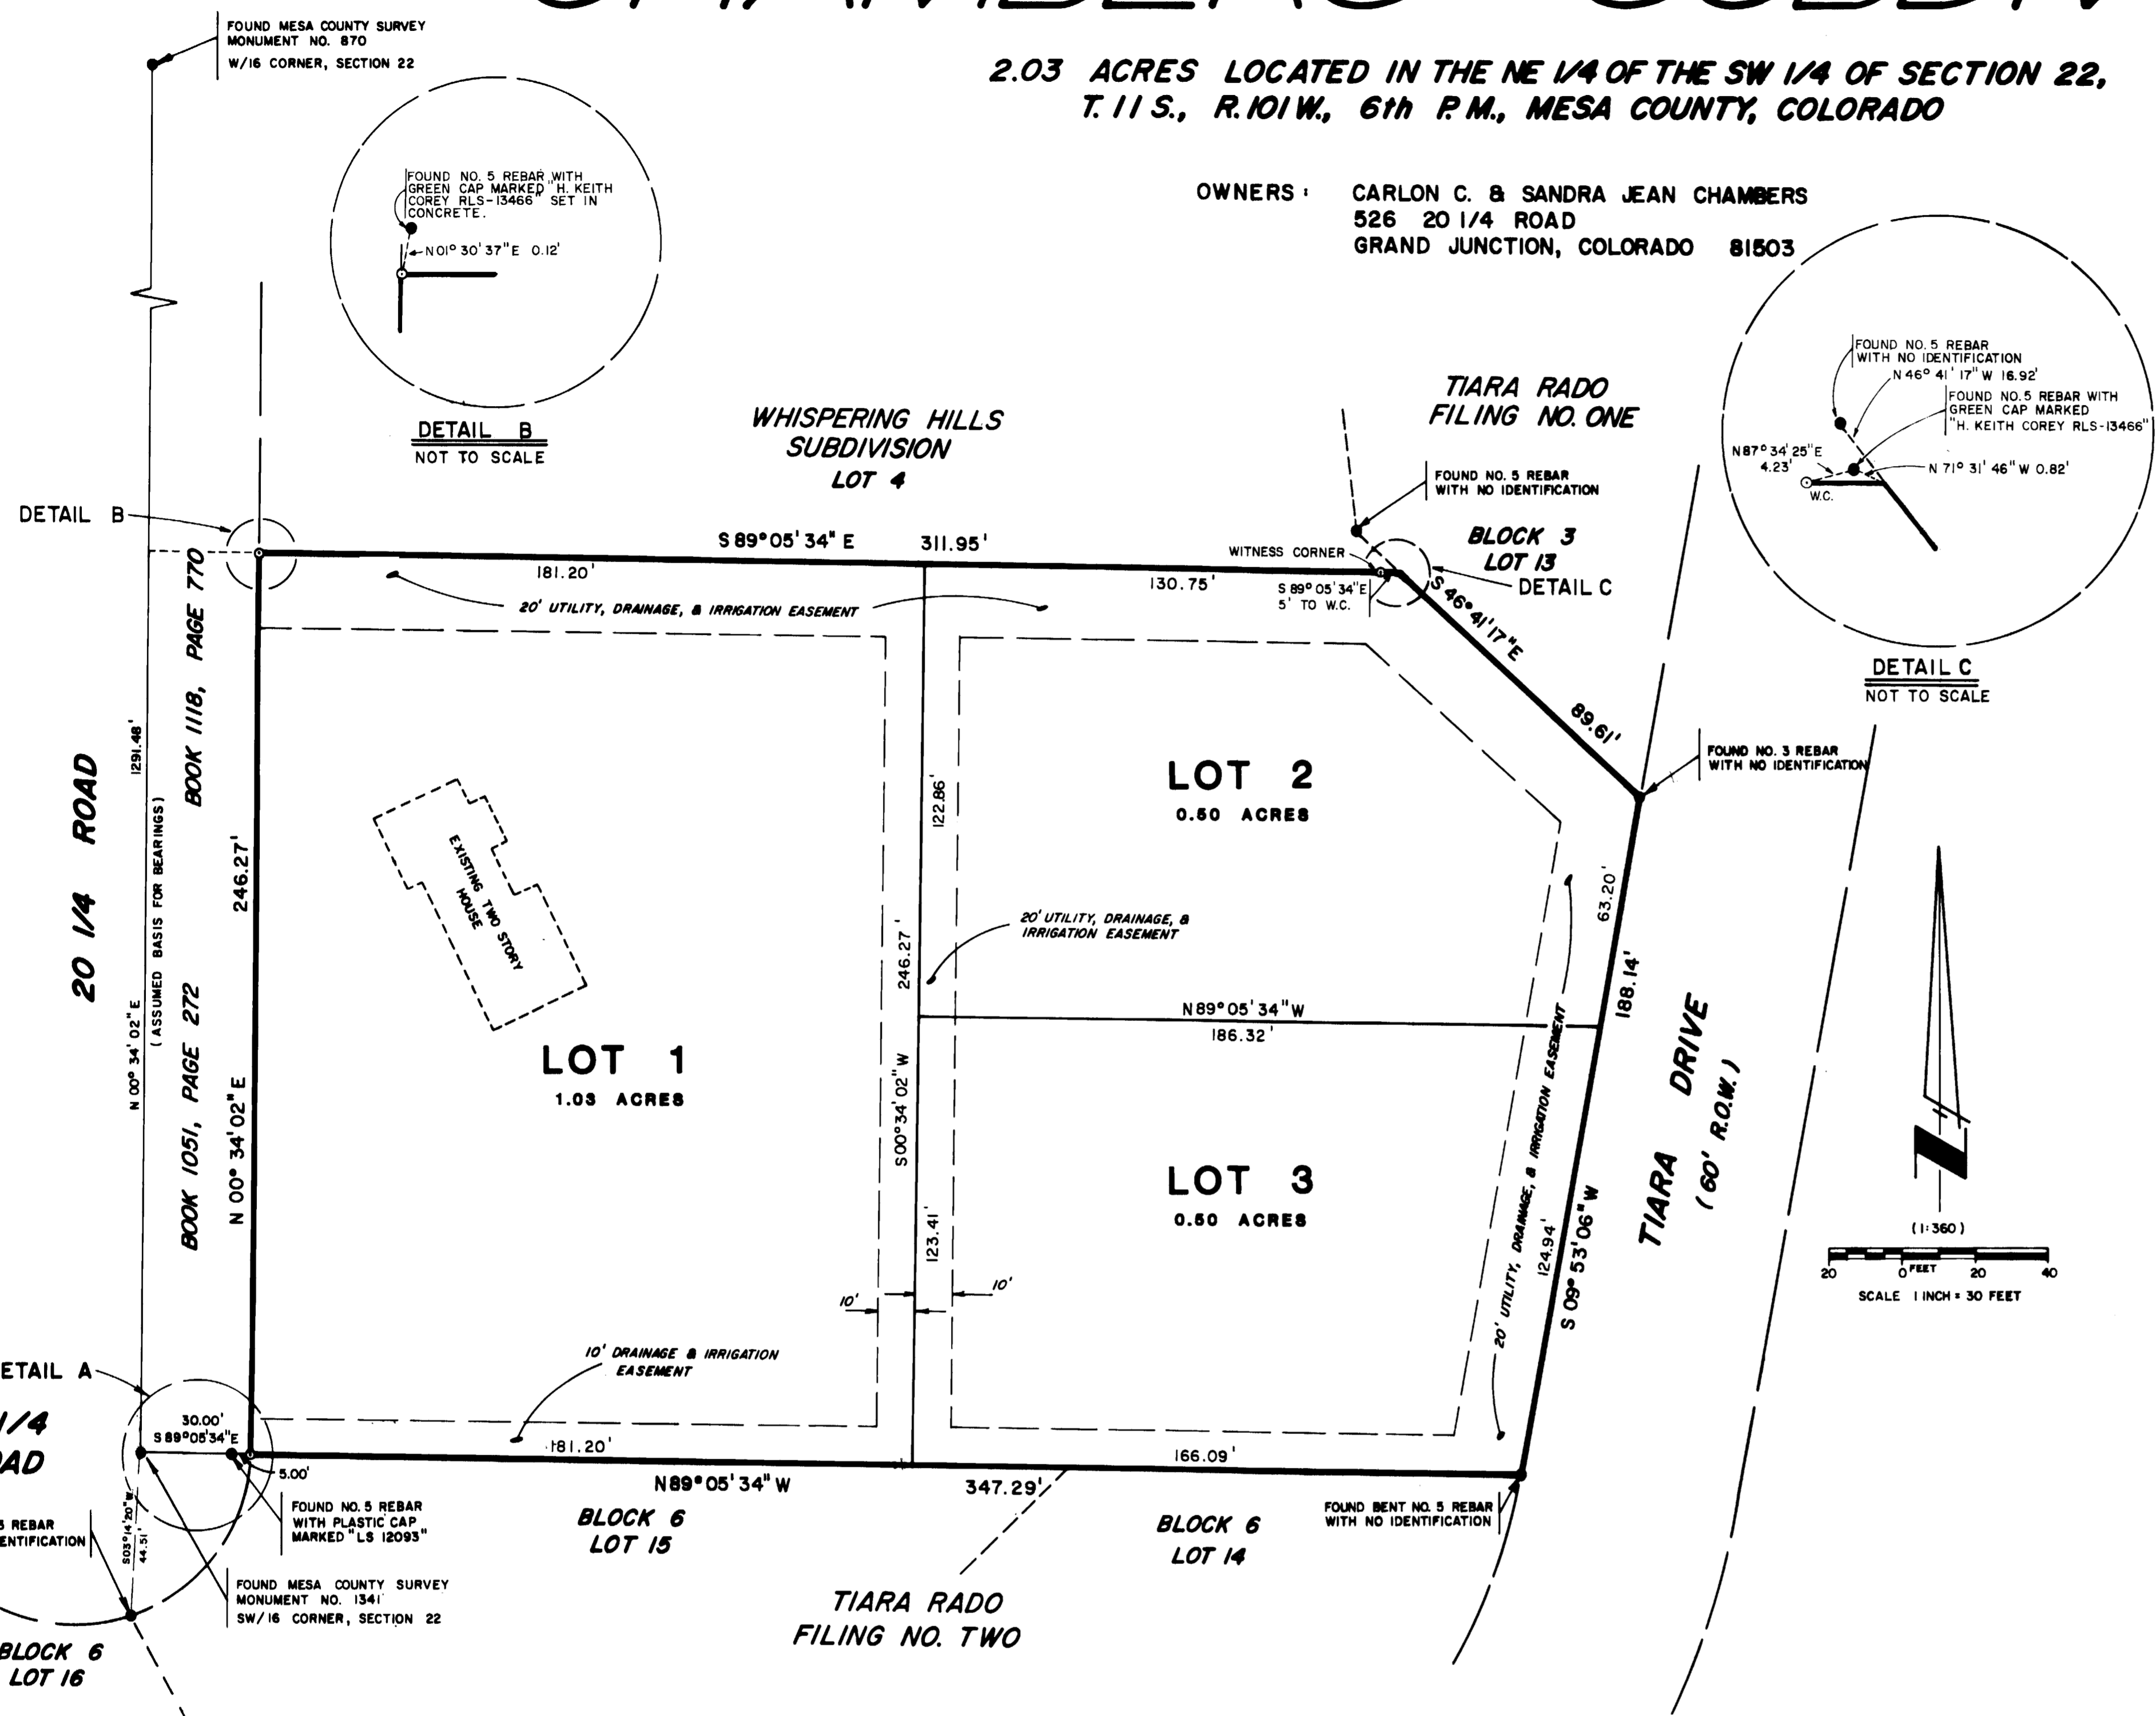 2.03 ACRES LOCATED IN THE NE 1/4 OF THE SW 1/4 OF SECTION 22,
T. 11 S., R. 101 W., 6th P. M., MESA COUNTY, COLORADO
OWNERS :
CARLON C. & SANDRA JEAN CHAMBERS
526 20 1/4 ROAD
GRAND JUNCTION, COLORADO 81503
FOUND MESA COUNTY SURVEY
MONUMENT NO. 870
W/16 CORNER, SECTION 22
FOUND NO. 5 REBAR WITH
GREEN CAP MARKED "H. KEITH
COREY RLS-13466" SET IN
CONCRETE.
N 01° 30' 37" E 0.12'
DETAIL B
NOT TO SCALE
WHISPERING HILLS
SUBDIVISION
LOT 4
TIARA RADO
FILING NO. ONE
FOUND NO. 5 REBAR
WITH NO IDENTIFICATION
BLOCK 3
LOT 13
DETAIL C
WITNESS CORNER
S 89° 05' 34" E
5' TO W.C.
FOUND NO. 5 REBAR
WITH NO IDENTIFICATION
N 46° 41' 17" W 16.92'
FOUND NO. 5 REBAR WITH
GREEN CAP MARKED
"H. KEITH COREY RLS-13466"
N 87° 34' 25" E
4.23'
N 71° 31' 46" W 0.82'
W.C.
DETAIL C
NOT TO SCALE
DETAIL B
S 89° 05' 34" E 311.95'
181.20'
130.75'
20' UTILITY, DRAINAGE, & IRRIGATION EASEMENT
S 46° 41' 17" E
89.61'
FOUND NO. 3 REBAR
WITH NO IDENTIFICATION
20 1/4 ROAD
1291.48'
N 00° 34' 02" E
( ASSUMED BASIS FOR BEARINGS )
BOOK 1118, PAGE 770
BOOK 1051, PAGE 272
246.27'
N 00° 34' 02" E
EXISTING TWO STORY
HOUSE
LOT 1
1.03 ACRES
122.86'
246.27'
S 00° 34' 02" W
123.41'
20' UTILITY, DRAINAGE, &
IRRIGATION EASEMENT
LOT 2
0.50 ACRES
N 89° 05' 34" W
186.32'
LOT 3
0.50 ACRES
63.20'
188.14'
20' UTILITY, DRAINAGE, & IRRIGATION EASEMENT
124.94'
S 09° 53' 06" W
TIARA DRIVE
( 60' R.O.W. )
(1:360)
20 0 FEET 20 40
SCALE 1 INCH = 30 FEET
10'
10'
10' DRAINAGE & IRRIGATION
EASEMENT
ETAIL A
1/4
AD
30.00'
S 89° 05' 34" E
5.00'
181.20'
166.09'
N 89° 05' 34" W
347.29'
BLOCK 6
LOT 15
BLOCK 6
LOT 14
FOUND BENT NO. 5 REBAR
WITH NO IDENTIFICATION
FOUND NO. 5 REBAR
WITH PLASTIC CAP
MARKED "LS 12093"
REBAR
ENTIFICATION
S 03° 14' 20" W
44.51'
FOUND MESA COUNTY SURVEY
MONUMENT NO. 1341
SW/16 CORNER, SECTION 22
BLOCK 6
LOT 16
TIARA RADO
FILING NO. TWO